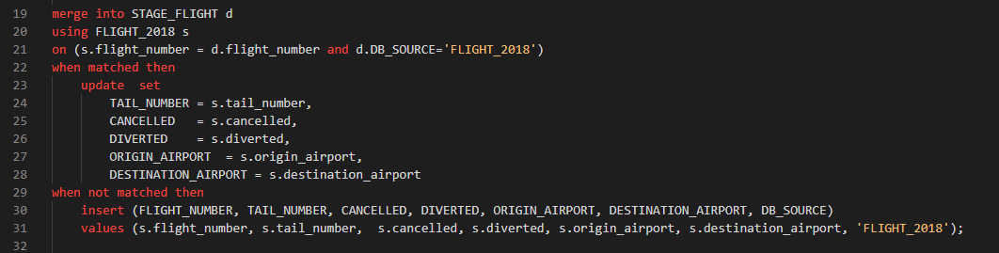 19 merge into STAGE_FLIGHT d
20 using FLIGHT_2018 s
21 on (s.flight_number = d.flight_number and d.DB_SOURCE='FLIGHT_2018')
22 when matched then
23     update  set
24         TAIL_NUMBER = s.tail_number,
25         CANCELLED   = s.cancelled,
26         DIVERTED    = s.diverted,
27         ORIGIN_AIRPORT  = s.origin_airport,
28         DESTINATION_AIRPORT = s.destination_airport
29 when not matched then
30     insert (FLIGHT_NUMBER, TAIL_NUMBER, CANCELLED, DIVERTED, ORIGIN_AIRPORT, DESTINATION_AIRPORT, DB_SOURCE)
31     values (s.flight_number, s.tail_number,  s.cancelled, s.diverted, s.origin_airport, s.destination_airport, 'FLIGHT_2018');
32